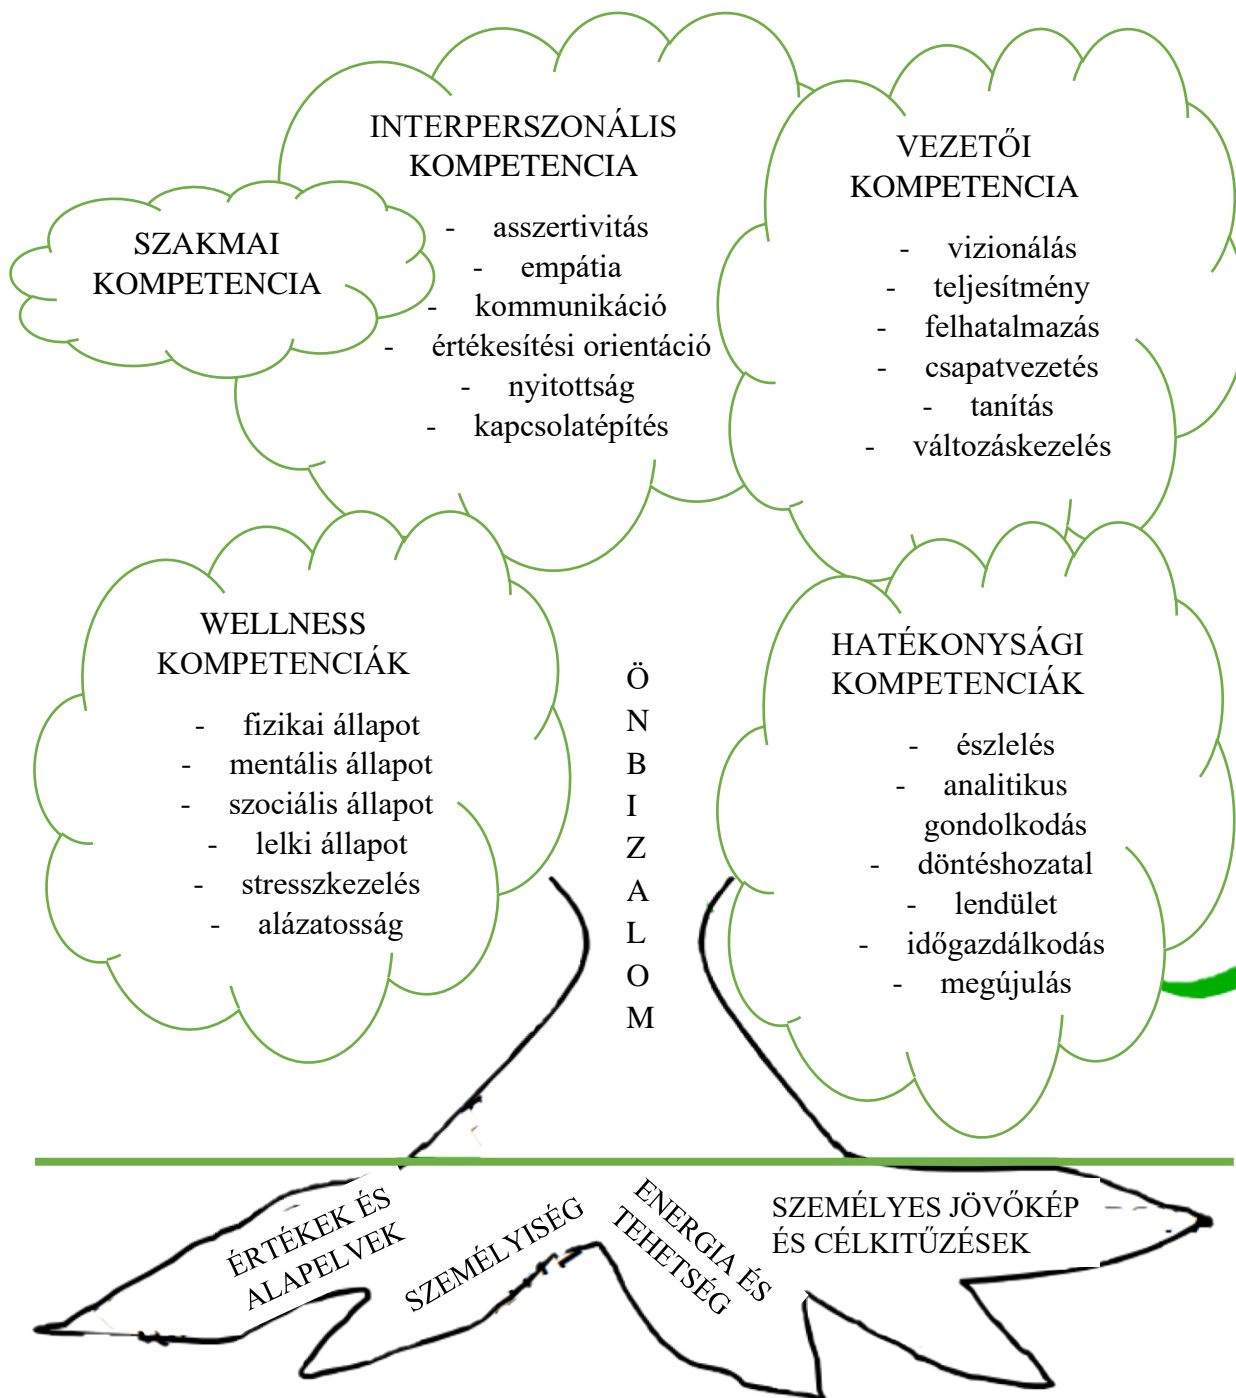 INTERPERSZONÁLIS
KOMPETENCIA
- asszertivitás
- empátia
- kommunikáció
- értékesítési orientáció
- nyitottság
- kapcsolatépítés
VEZETŐI
KOMPETENCIA
- vizionálás
- teljesítmény
- felhatalmazás
- csapatvezetés
- tanítás
- változáskezelés
SZAKMAI
KOMPETENCIA
WELLNESS
KOMPETENCIÁK
- fizikai állapot
- mentális állapot
- szociális állapot
- lelki állapot
- stresszkezelés
- alázatosság
Ö
N
B
I
Z
A
L
O
M
HATÉKONYSÁGI
KOMPETENCIÁK
- észlelés
- analitikus
gondolkodás
- döntéshozatal
- lendület
- időgazdálkodás
- megújulás
ÉRTÉKEK ÉS
ALAPELVEK
SZEMÉLYISÉG
ENERGIA ÉS
TEHETSÉG
SZEMÉLYES JÖVŐKÉP
ÉS CÉLKITŰZÉSEK